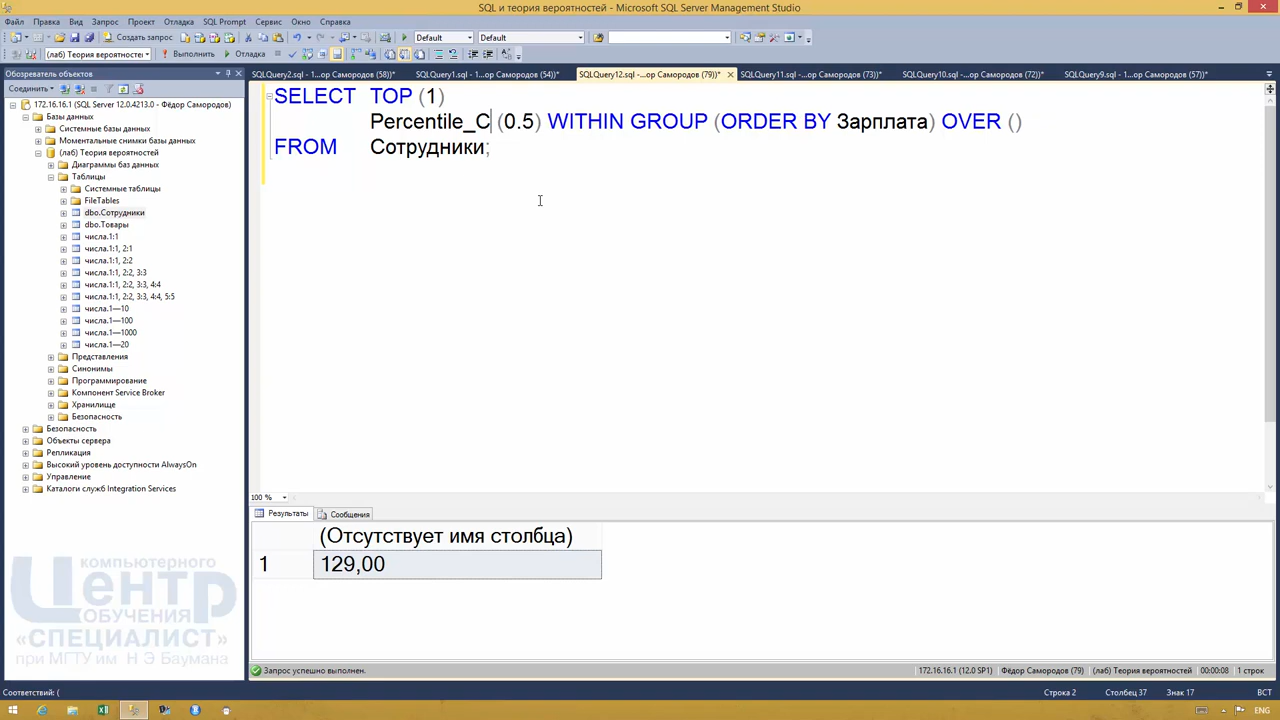 SQL и теория вероятностей - Microsoft SQL Server Management Studio
Файл Правка Вид Запрос Проект Отладка SQL Prompt Сервис Окно Справка
Создать запрос Default Default
(лаб) Теория вероятносте Выполнить Отладка
Обозреватель объектов
SQLQuery2.sql - 1...ор Самородов (58))* SQLQuery1.sql - 1...ор Самородов (54))* SQLQuery12.sql -...ор Самородов (79))* SQLQuery11.sql -...ор Самородов (73))* SQLQuery10.sql -...ор Самородов (72))* SQLQuery9.sql - 1...ор Самородов (57))*
Соединить
172.16.16.1 (SQL Server 12.0.4213.0 - Фёдор Самородов)
Базы данных
Системные базы данных
Моментальные снимки базы данных
(лаб) Теория вероятностей
Диаграммы баз данных
Таблицы
Системные таблицы
FileTables
dbo.Сотрудники
dbo.Товары
числа.1:1
числа.1:1, 2:1
числа.1:1, 2:2
числа.1:1, 2:2, 3:3
числа.1:1, 2:2, 3:3, 4:4
числа.1:1, 2:2, 3:3, 4:4, 5:5
числа.1—10
числа.1—100
числа.1—1000
числа.1—20
Представления
Синонимы
Программирование
Компонент Service Broker
Хранилище
Безопасность
Безопасность
Объекты сервера
Репликация
Высокий уровень доступности AlwaysOn
Управление
Каталоги служб Integration Services
SELECT TOP (1)
Percentile_C (0.5) WITHIN GROUP (ORDER BY Зарплата) OVER ()
FROM Сотрудники;
100 %
Результаты Сообщения
(Отсутствует имя столбца)
1 129,00
компьютерного
Центр
ОБУЧЕНИЯ
«СПЕЦИАЛИСТ»
при МГТУ им Н Э Баумана
Запрос успешно выполнен. 172.16.16.1 (12.0 SP1) Фёдор Самородов (79) (лаб) Теория вероятностей 00:00:08 1 строк
Соответствий: ( Строка 2 Столбец 37 Знак 17 ВСТ
ENG